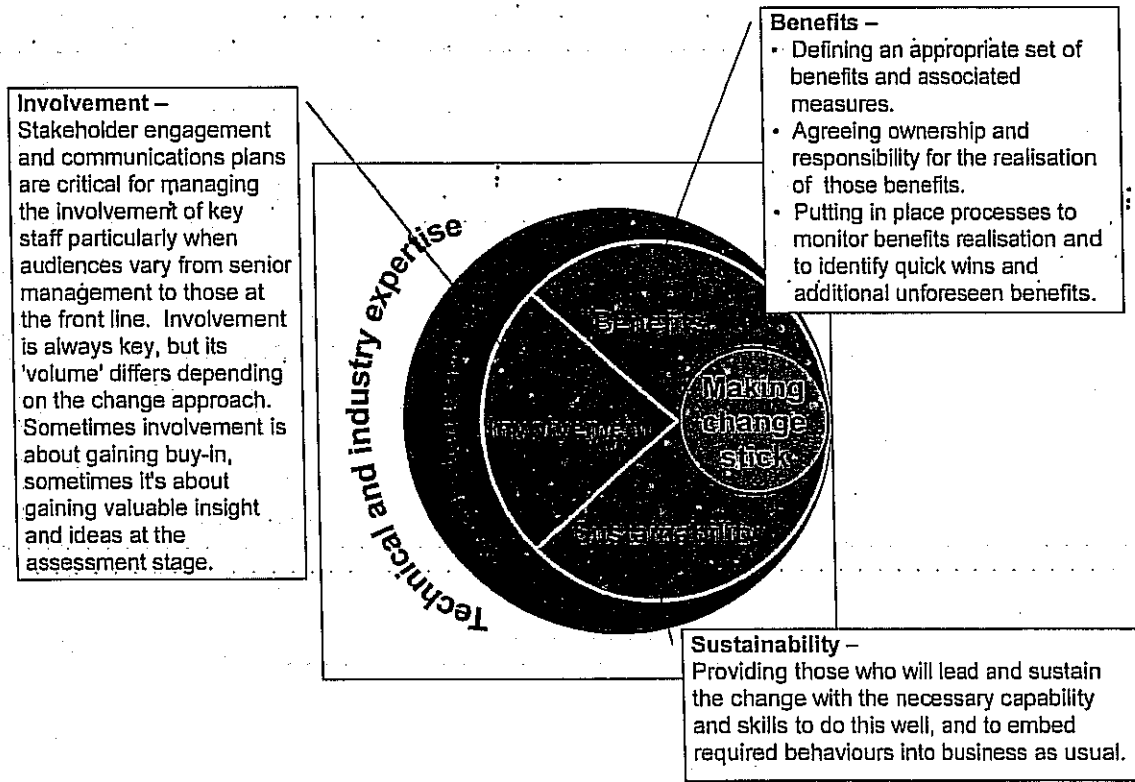 Involvement –
Stakeholder engagement
and communications plans
are critical for managing
the involvement of key
staff particularly when
audiences vary from senior
management to those at
the front line. Involvement
is always key, but its
'volume' differs depending
on the change approach.
Sometimes involvement is
about gaining buy-in,
sometimes it's about
gaining valuable insight
and ideas at the
assessment stage.
Benefits –
• Defining an appropriate set of
benefits and associated
measures.
• Agreeing ownership and
responsibility for the realisation
of those benefits.
• Putting in place processes to
monitor benefits realisation and
to identify quick wins and
additional unforeseen benefits.
Technical and industry expertise
Benefits
Involvement
Making
change
stick
Sustainability
Sustainability –
Providing those who will lead and sustain
the change with the necessary capability
and skills to do this well, and to embed
required behaviours into business as usual.